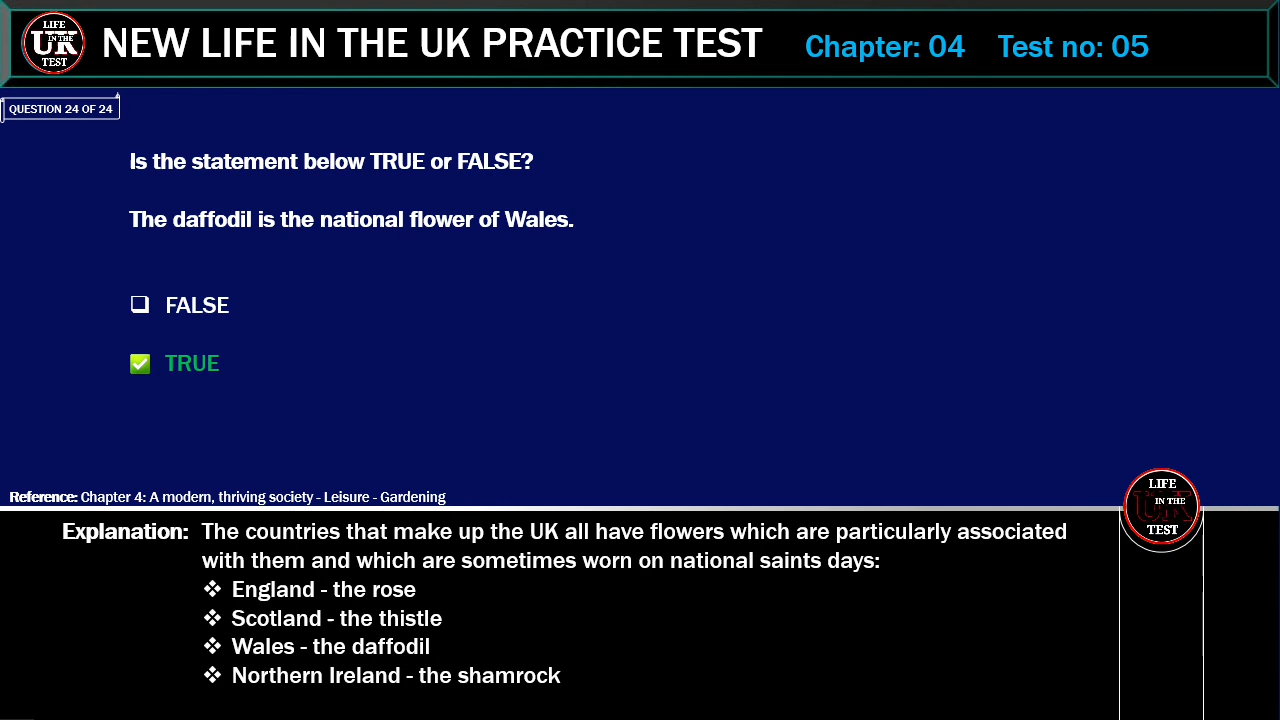 LIFE
UK IN THE
TEST
NEW LIFE IN THE UK PRACTICE TEST Chapter: 04 Test no: 05
QUESTION 24 OF 24
Is the statement below TRUE or FALSE?
The daffodil is the national flower of Wales.
❑ FALSE
✅ TRUE
Reference: Chapter 4: A modern, thriving society - Leisure - Gardening
LIFE
UK IN THE
TEST
Explanation: The countries that make up the UK all have flowers which are particularly associated
with them and which are sometimes worn on national saints days:
❖ England - the rose
❖ Scotland - the thistle
❖ Wales - the daffodil
❖ Northern Ireland - the shamrock